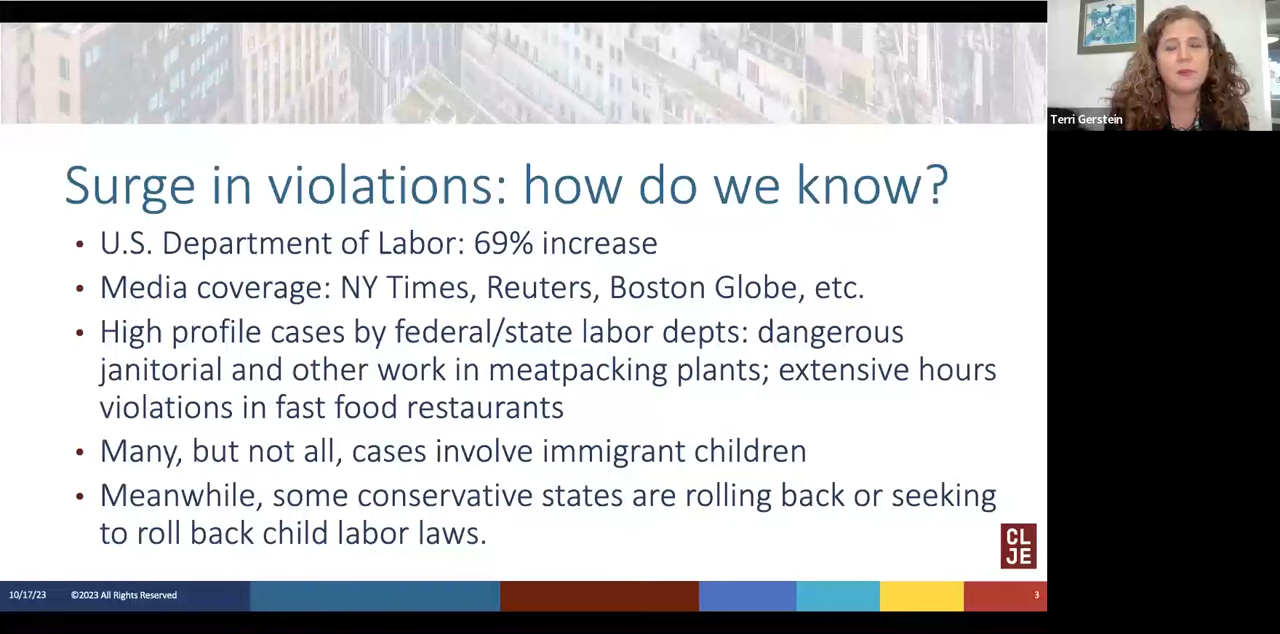 Surge in violations: how do we know?
• U.S. Department of Labor: 69% increase
• Media coverage: NY Times, Reuters, Boston Globe, etc.
• High profile cases by federal/state labor depts: dangerous
janitorial and other work in meatpacking plants; extensive hours
violations in fast food restaurants
• Many, but not all, cases involve immigrant children
• Meanwhile, some conservative states are rolling back or seeking
to roll back child labor laws.
CL
JE
10/17/23 ©2023 All Rights Reserved 3
Terri Gerstein